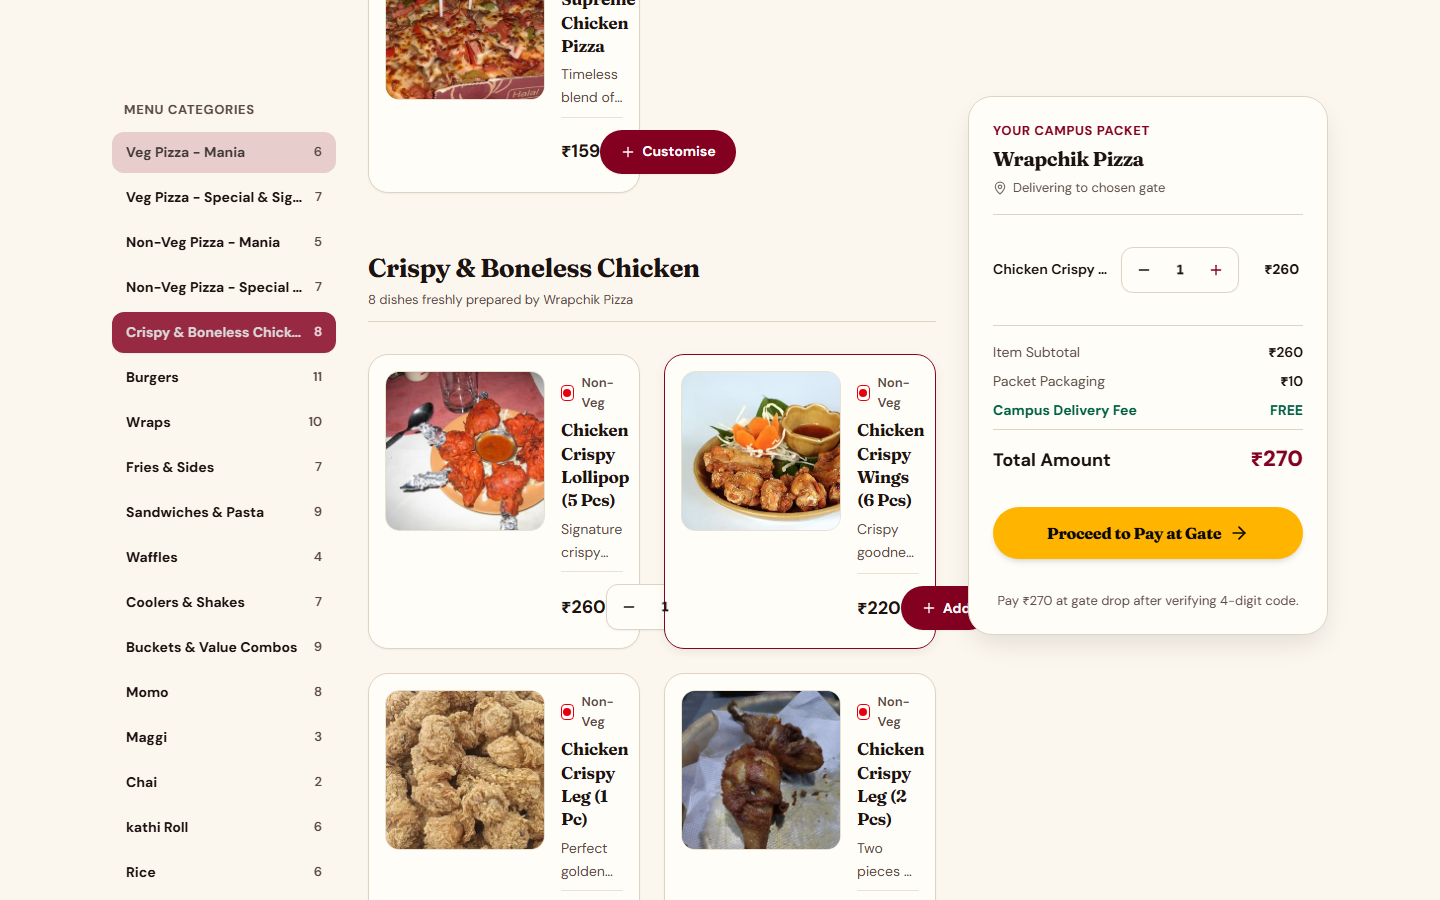 Supreme
Chicken
Pizza
Timeless
blend of...
₹159
+ Customise
MENU CATEGORIES
Veg Pizza - Mania 6
Veg Pizza - Special & Sig... 7
Non-Veg Pizza - Mania 5
Non-Veg Pizza - Special ... 7
Crispy & Boneless Chick... 8
Burgers 11
Wraps 10
Fries & Sides 7
Sandwiches & Pasta 9
Waffles 4
Coolers & Shakes 7
Buckets & Value Combos 9
Momo 8
Maggi 3
Chai 2
kathi Roll 6
Rice 6
Crispy & Boneless Chicken
8 dishes freshly prepared by Wrapchik Pizza
Non-
Veg
Chicken
Crispy
Lollipop
(5 Pcs)
Signature
crispy...
₹260
− 1
Non-
Veg
Chicken
Crispy
Wings
(6 Pcs)
Crispy
goodne...
₹220
+ Add
Non-
Veg
Chicken
Crispy
Leg (1
Pc)
Perfect
golden...
Non-
Veg
Chicken
Crispy
Leg (2
Pcs)
Two
pieces ...
YOUR CAMPUS PACKET
Wrapchik Pizza
Delivering to chosen gate
Chicken Crispy ... − 1 + ₹260
Item Subtotal ₹260
Packet Packaging ₹10
Campus Delivery Fee FREE
Total Amount ₹270
Proceed to Pay at Gate →
Pay ₹270 at gate drop after verifying 4-digit code.
Halal